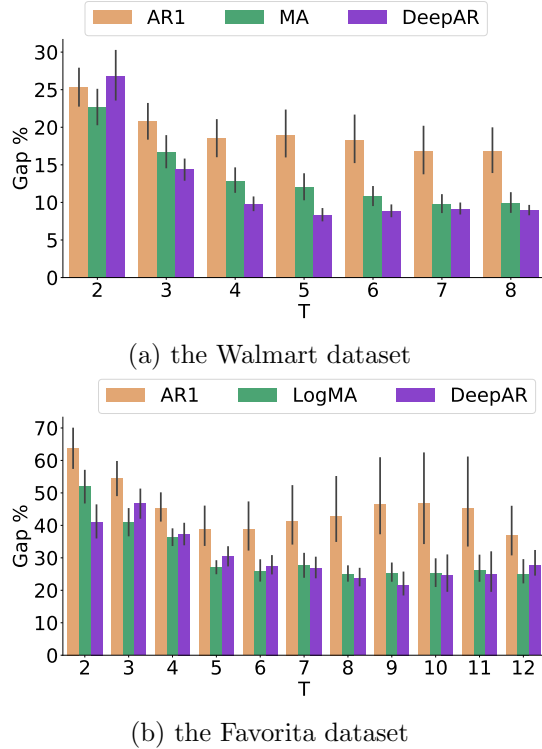 AR1 MA DeepAR
Gap %
30
25
20
15
10
5
0
2 3 4 5 6 7 8
T
(a) the Walmart dataset
AR1 LogMA DeepAR
Gap %
70
60
50
40
30
20
10
0
2 3 4 5 6 7 8 9 10 11 12
T
(b) the Favorita dataset